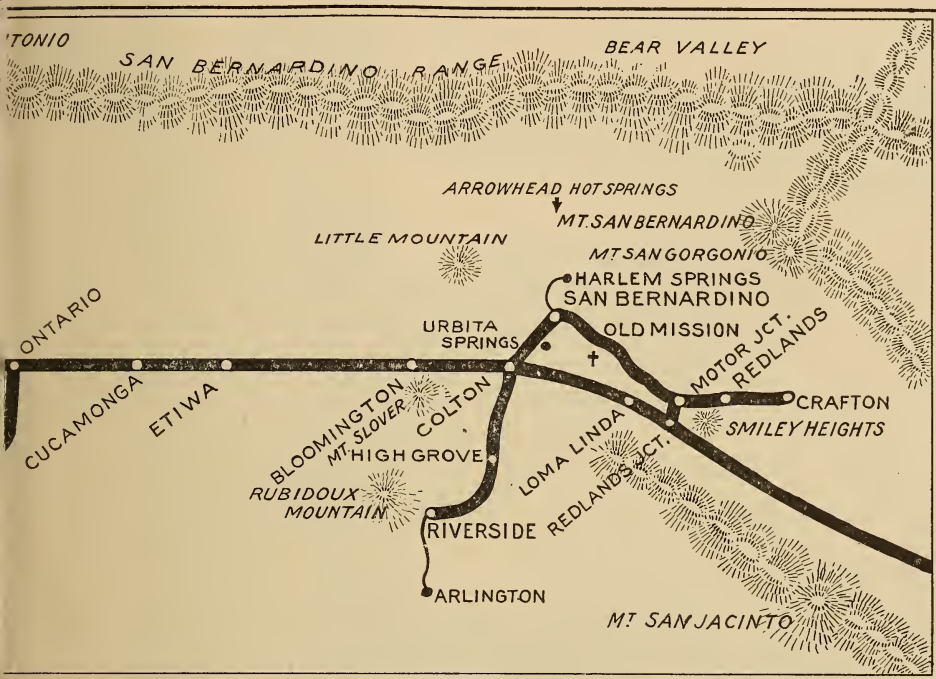 SAN BERNARDINO RANGE
BEAR VALLEY
ARROWHEAD HOT SPRINGS
MT. SAN BERNARDINO
LITTLE MOUNTAIN
MT SAN GORGONIO
HARLEM SPRINGS
SAN BERNARDINO
ONTARIO
URBITA
SPRINGS
OLD MISSION
MOTOR JCT.
REDLANDS
CUCAMONGA
ETIWA
BLOOMINGTON
MT. SLOVER
COLTON
CRAFTON
SMILEY HEIGHTS
HIGH GROVE
LOMA LINDA
REDLANDS JCT.
RUBIDOUX
MOUNTAIN
RIVERSIDE
ARLINGTON
MT SAN JACINTO